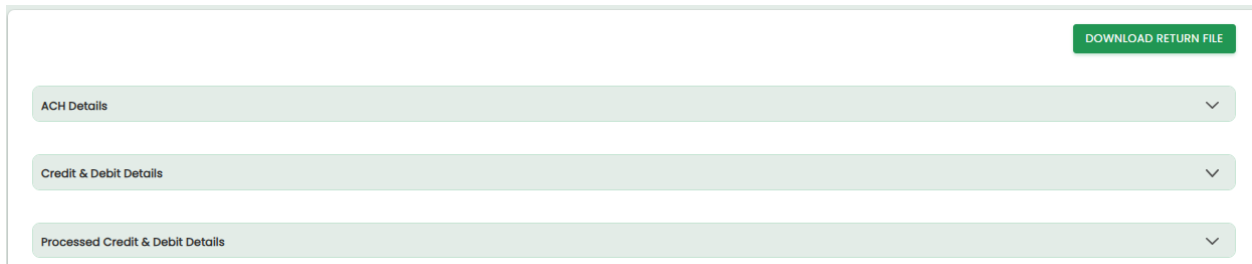 DOWNLOAD RETURN FILE
ACH Details
Credit & Debit Details
Processed Credit & Debit Details